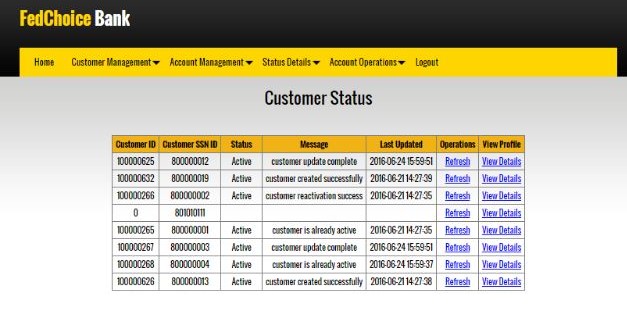 FedChoice Bank
Home Customer Management Account Management Status Details Account Operations Logout
Customer Status
Customer ID Customer SSN ID Status Message Last Updated Operations View Profile
100000625 800000012 Active customer update complete 2016-06-24 15:59:51 Refresh View Details
100000632 800000019 Active customer created successfully 2016-06-21 14:27:39 Refresh View Details
100000266 800000002 Active customer reactivation success 2016-06-21 14:27:35 Refresh View Details
0 801010111 Refresh View Details
100000265 800000001 Active customer is already active 2016-06-21 14:27:35 Refresh View Details
100000267 800000003 Active customer update complete 2016-06-24 15:59:51 Refresh View Details
100000268 800000004 Active customer is already active 2016-06-24 15:59:37 Refresh View Details
100000626 800000013 Active customer created successfully 2016-06-21 14:27:38 Refresh View Details